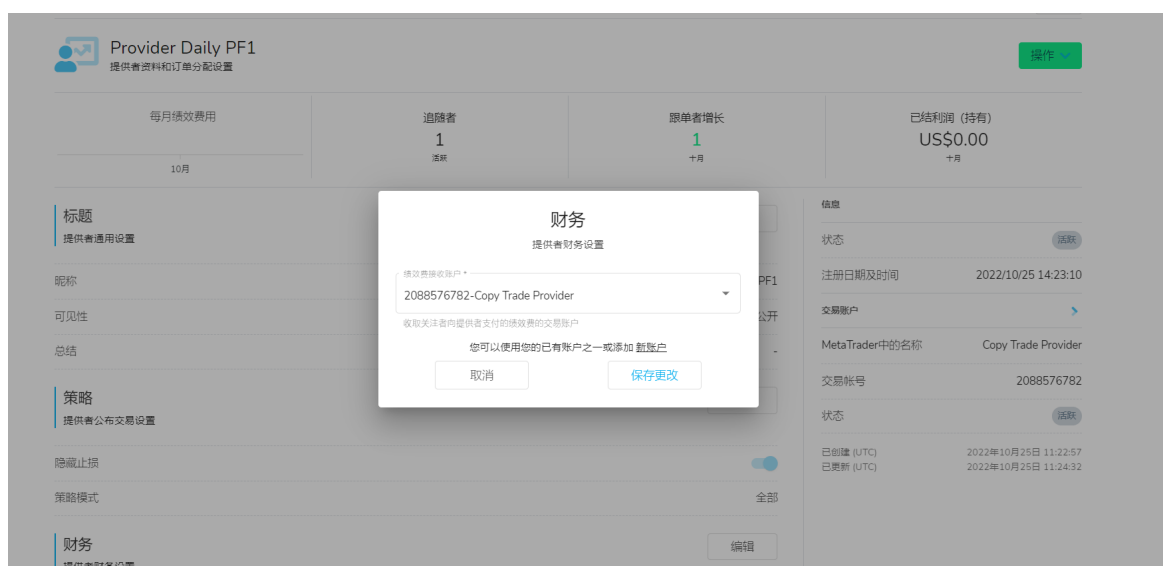 Provider Daily PF1
提供者资料和订单分配设置
操作
每月绩效费用
10月
追随者
1
活跃
跟单者增长
1
十月
已结利润（持有）
US$0.00
十月
标题
提供者通用设置
昵称
PF1
可见性
公开
总结
-
策略
提供者公布交易设置
隐藏止损
策略模式
全部
财务
编辑
提供者财务设置
财务
提供者财务设置
绩效费接收账户 *
2088576782-Copy Trade Provider
收取关注者向提供者支付的绩效费的交易账户
您可以使用您的已有账户之一或添加 新账户
取消
保存更改
信息
状态
活跃
注册日期及时间
2022/10/25 14:23:10
交易账户
MetaTrader中的名称
Copy Trade Provider
交易帐号
2088576782
状态
活跃
已创建 (UTC)
2022年10月25日 11:22:57
已更新 (UTC)
2022年10月25日 11:24:32